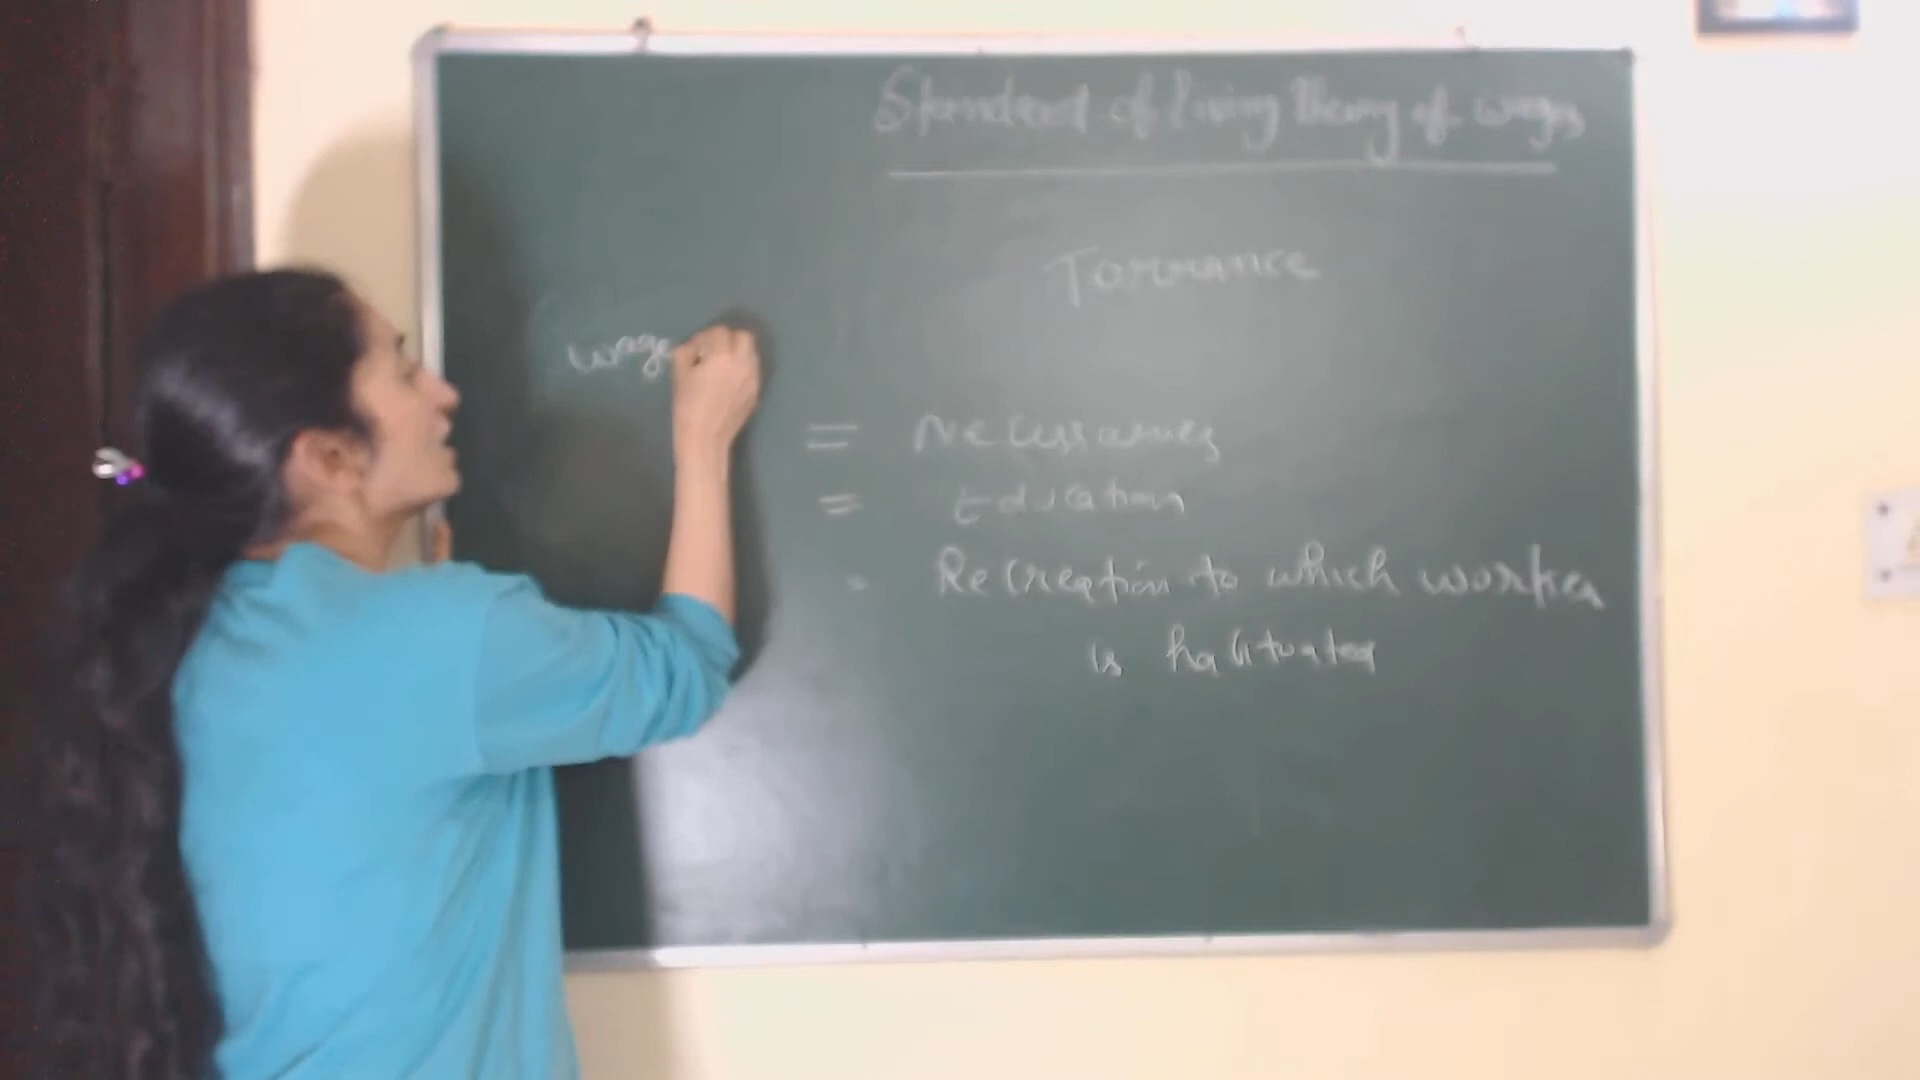 Standard of living theory of wages
Torrance
wage
= Necessaries
= Education
- Recreation to which worker
is habituated